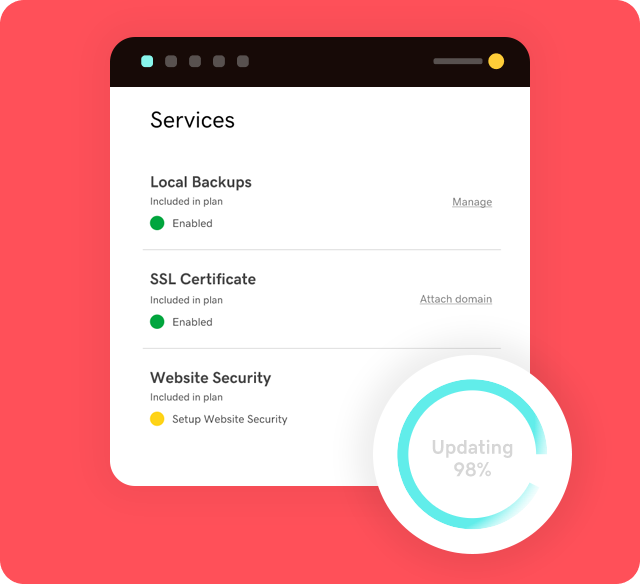 Services
Local Backups
Included in plan
Manage
Enabled
SSL Certificate
Included in plan
Attach domain
Enabled
Website Security
Included in plan
Setup Website Security
Updating
98%